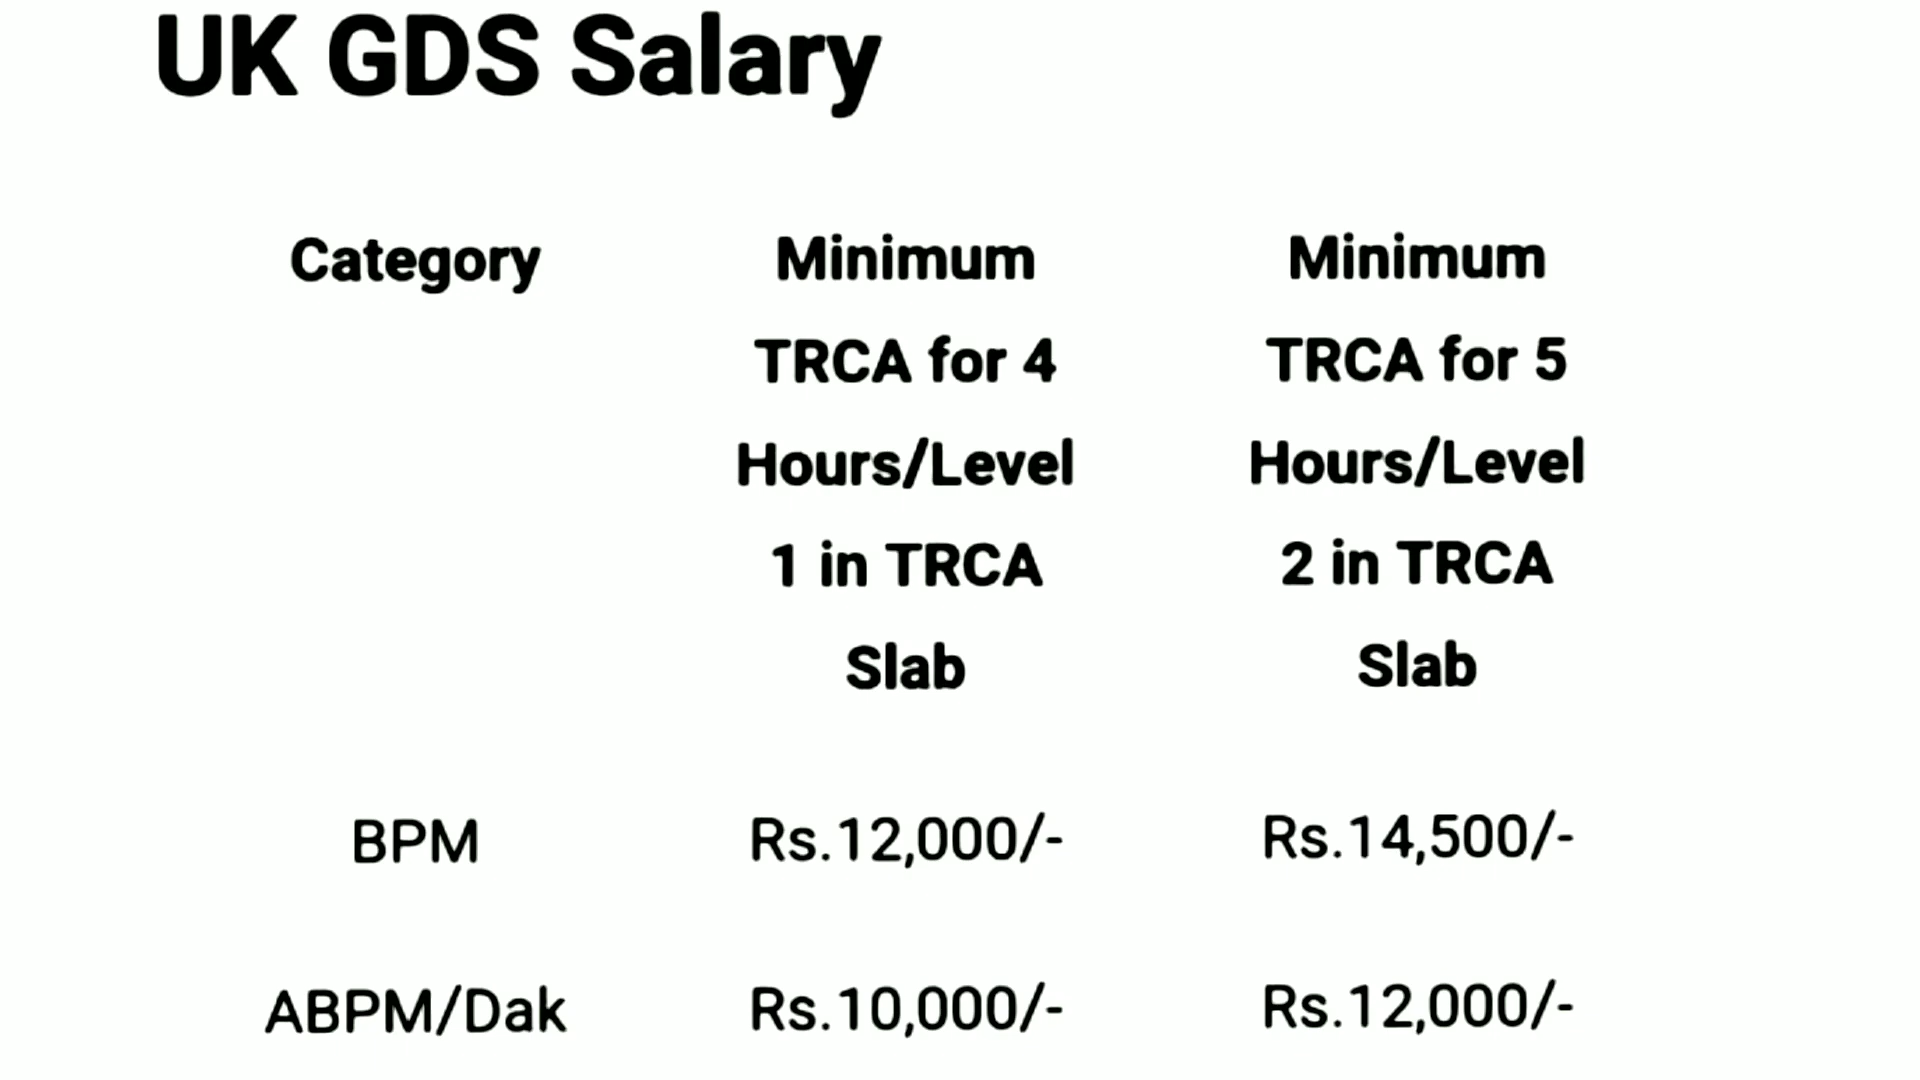 UK GDS Salary
Category
Minimum
TRCA for 4
Hours/Level
1 in TRCA
Slab
Minimum
TRCA for 5
Hours/Level
2 in TRCA
Slab
BPM Rs.12,000/- Rs.14,500/-
ABPM/Dak Rs.10,000/- Rs.12,000/-